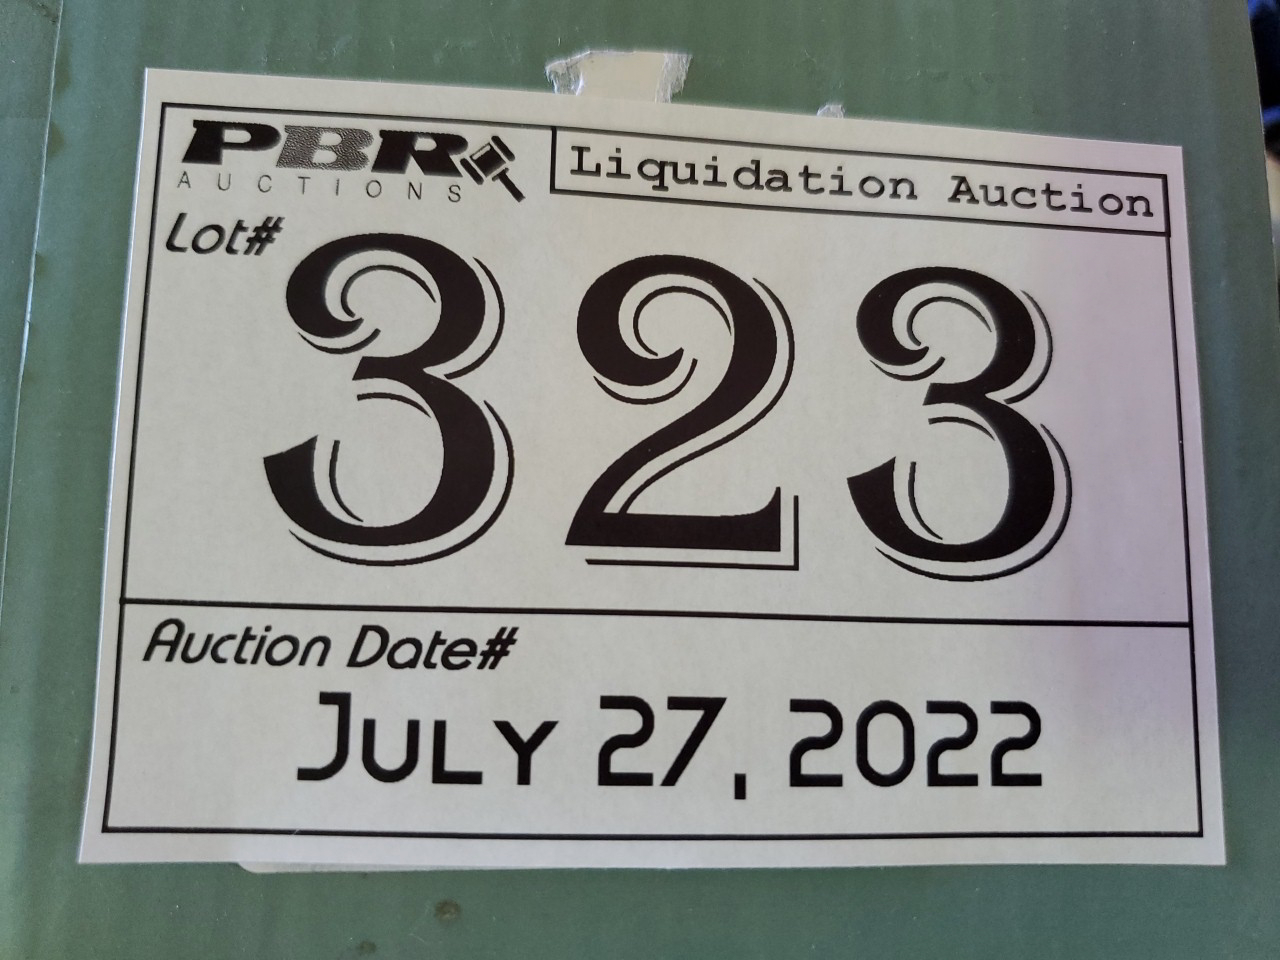 PBR
AUCTIONS
Liquidation Auction
Lot#
323
Auction Date#
July 27, 2022